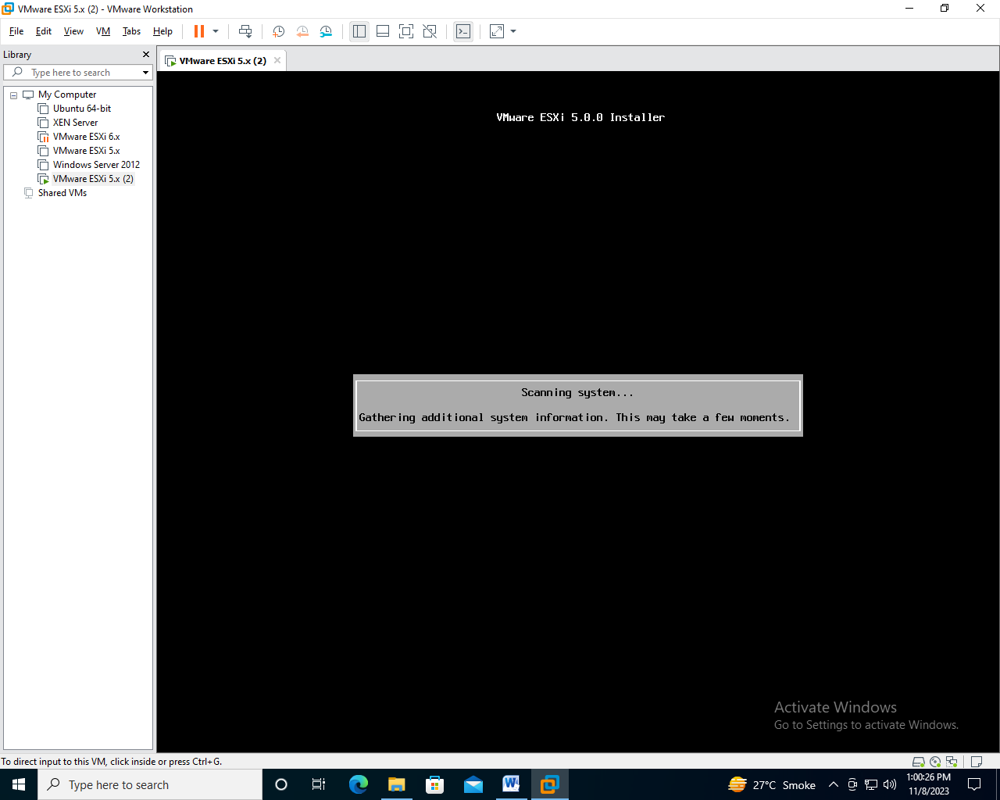 VMware ESXi 5.x (2) - VMware Workstation
File Edit View VM Tabs Help
Library
Type here to search
My Computer
Ubuntu 64-bit
XEN Server
VMware ESXi 6.x
VMware ESXi 5.x
Windows Server 2012
VMware ESXi 5.x (2)
Shared VMs
VMware ESXi 5.x (2)
VMware ESXi 5.0.0 Installer
Scanning system...
Gathering additional system information. This may take a few moments.
Activate Windows
Go to Settings to activate Windows.
To direct input to this VM, click inside or press Ctrl+G.
Type here to search
27°C Smoke
1:00:26 PM
11/8/2023